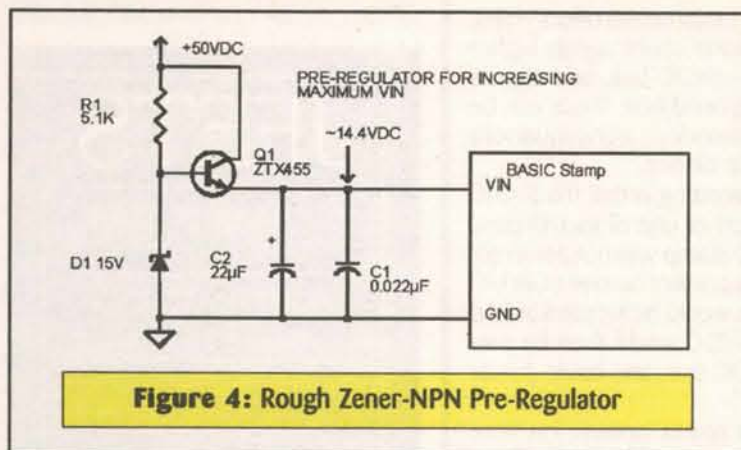 +50VDC
PRE-REGULATOR FOR INCREASING
MAXIMUM VIN
R1
5.1K
~14.4VDC
Q1
ZTX455
BASIC Stamp
VIN
D1 15V
C2
22µF
+
C1
0.022µF
GND
Figure 4: Rough Zener-NPN Pre-Regulator